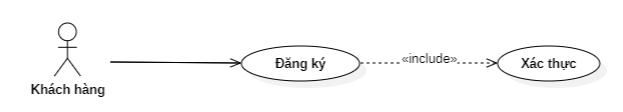 Khách hàng
Đăng ký
«include»
Xác thực